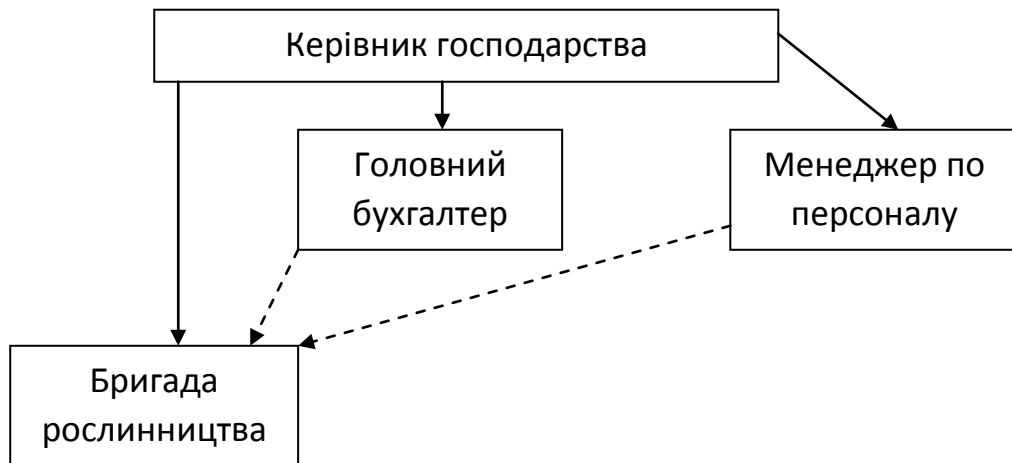 Керівник господарства
Головний
бухгалтер
Менеджер по
персоналу
Бригада
рослинництва